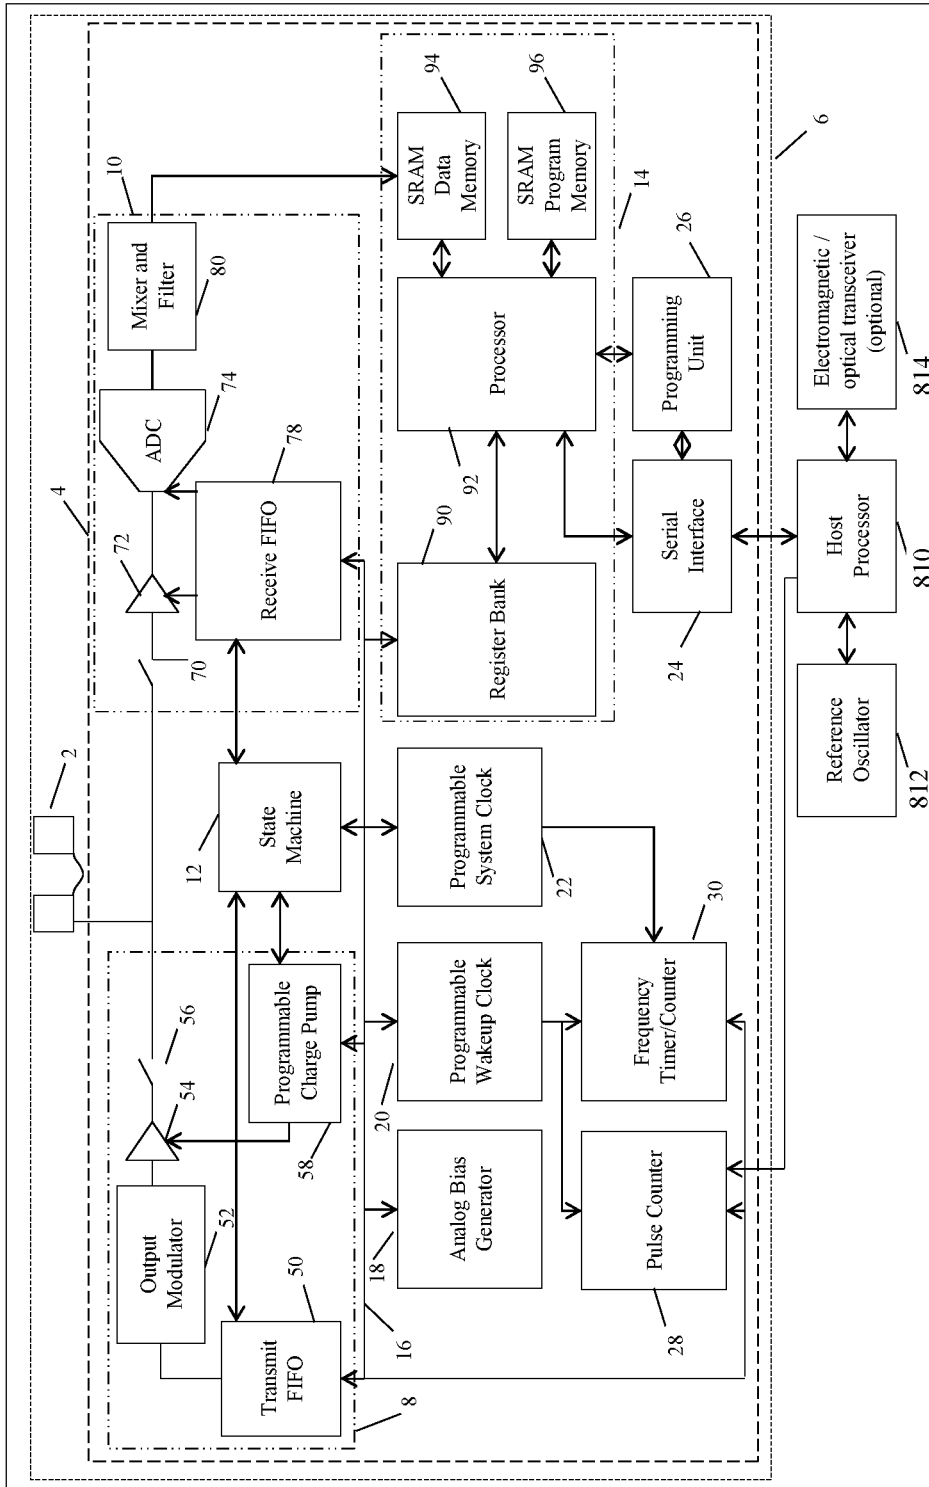 2
4
10
Output
Modulator
52
54
56
70
72
ADC
74
Mixer and
Filter
80
Transmit
FIFO
50
8
Programmable
Charge Pump
58
12
State
Machine
Receive FIFO
78
16
18
Analog Bias
Generator
20
Programmable
Wakeup Clock
Programmable
System Clock
22
90
Register Bank
92
Processor
SRAM
Data
Memory
94
SRAM
Program
Memory
96
14
Pulse Counter
28
Frequency
Timer/Counter
30
Serial
Interface
24
Programming
Unit
26
6
Reference
Oscillator
812
Host
Processor
810
Electromagnetic /
optical transceiver
(optional)
814